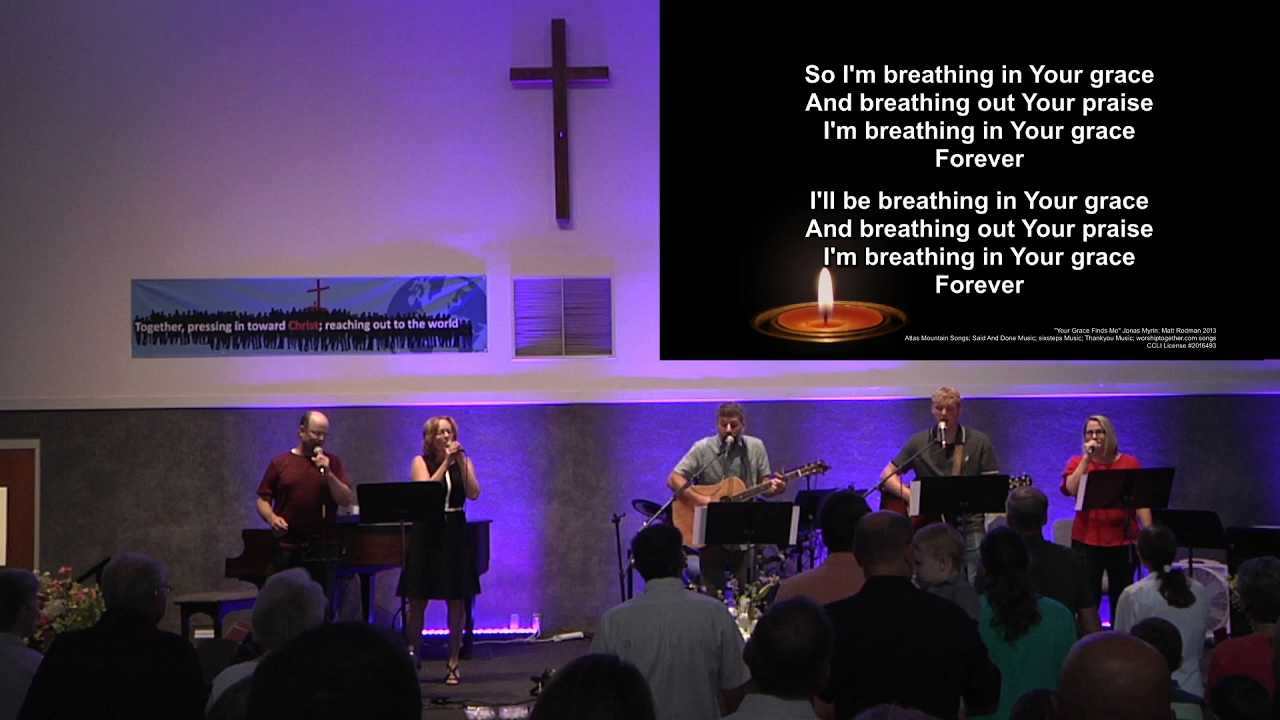 So I'm breathing in Your grace
And breathing out Your praise
I'm breathing in Your grace
Forever
I'll be breathing in Your grace
And breathing out Your praise
I'm breathing in Your grace
Forever
"Your Grace Finds Me" Jonas Myrin; Matt Redman 2013
Atlas Mountain Songs; Said And Done Music; sixsteps Music; Thankyou Music; worshiptogether.com songs
CCLI License #2016493
Together, pressing in toward Christ; reaching out to the world